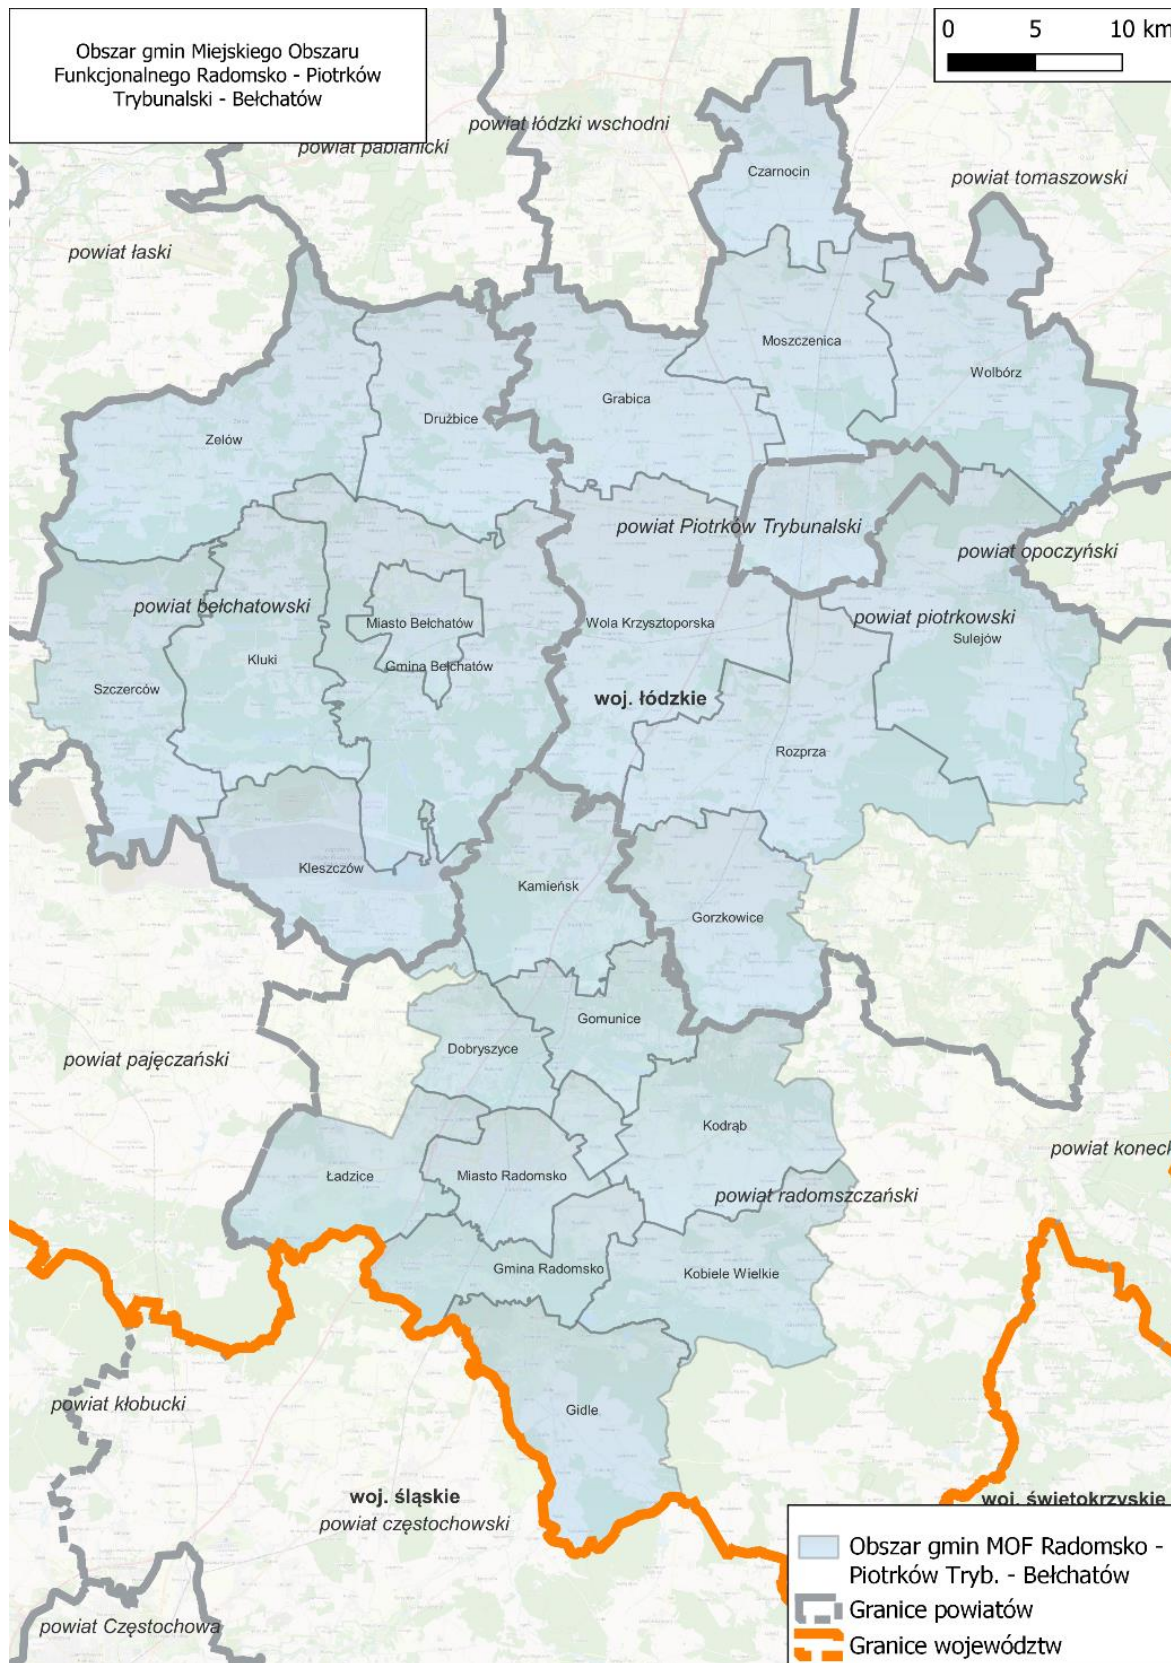 Obszar gmin Miejskiego Obszaru
Funkcjonalnego Radomsko - Piotrków
Trybunalski - Bełchatów
0 5 10 km
powiat łódzki wschodni
powiat pabianicki
Czarnocin
powiat tomaszowski
powiat łaski
Moszczenica
Wolbórz
Grabica
Drużbice
Zelów
powiat Piotrków Trybunalski
powiat opoczyński
powiat bełchatowski
Miasto Bełchatów
Wola Krzysztoporska
powiat piotrkowski
Sulejów
Kluki
Gmina Bełchatów
Szczerców
woj. łódzkie
Rozprza
Kleszczów
Kamieńsk
Gorzkowice
Gomunice
Dobryszyce
powiat pajęczański
Kodrąb
powiat konecki
Ładzice
Miasto Radomsko
powiat radomszczański
Gmina Radomsko
Kobiele Wielkie
powiat kłobucki
Gidle
woj. śląskie
powiat częstochowski
woj. świętokrzyskie
powiat Częstochowa
Obszar gmin MOF Radomsko -
Piotrków Tryb. - Bełchatów
Granice powiatów
Granice województw